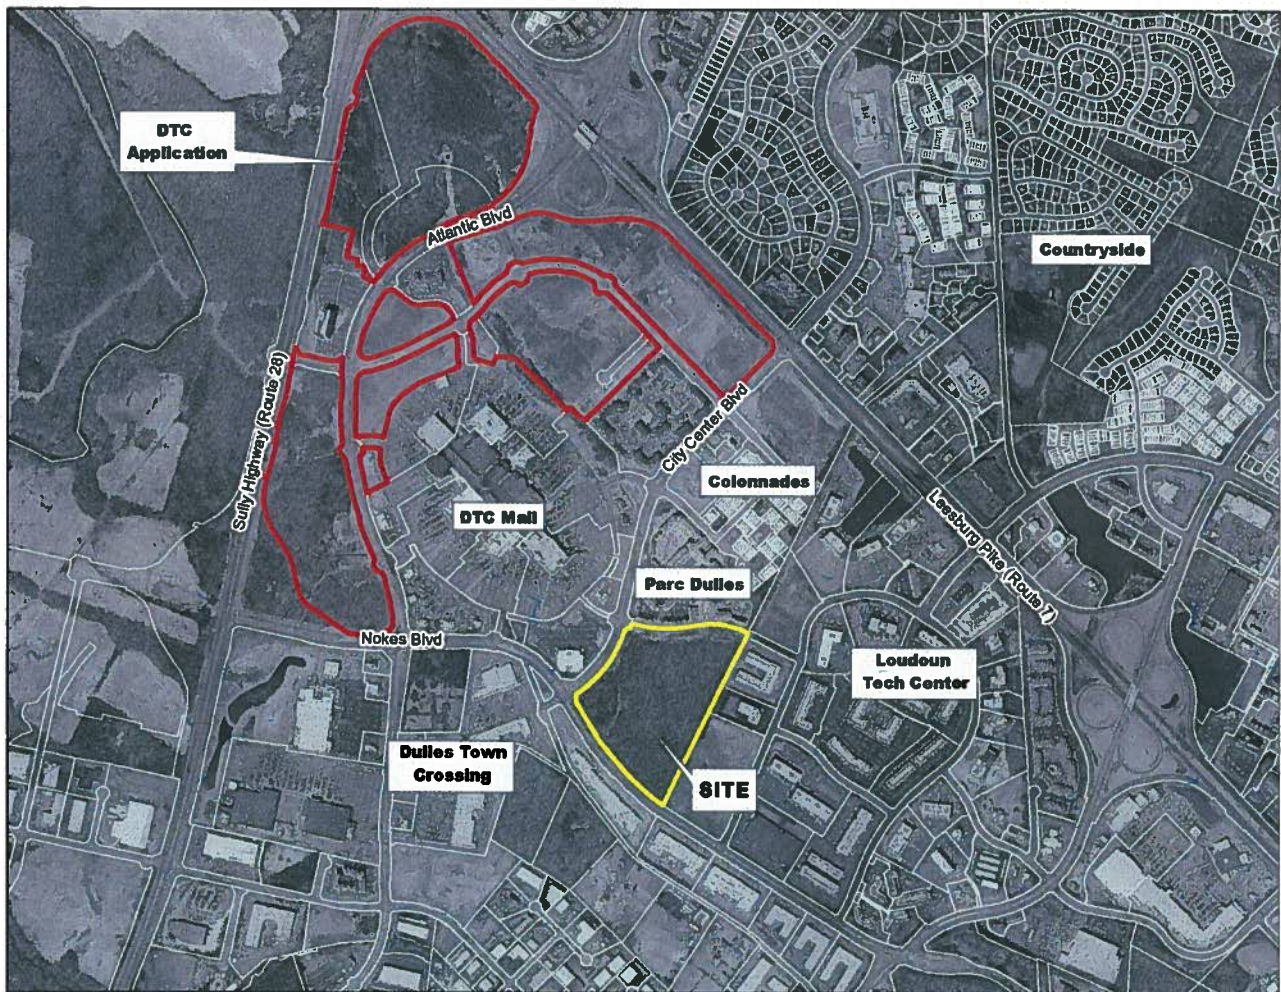 DTC
Application
Atlantic Blvd
Countryside
Sully Highway (Route 28)
City Center Blvd
Colonnades
DTC Mall
Leesburg Pike (Route 7)
Parc Dulles
Nokes Blvd
Loudoun
Tech Center
Dulles Town
Crossing
SITE